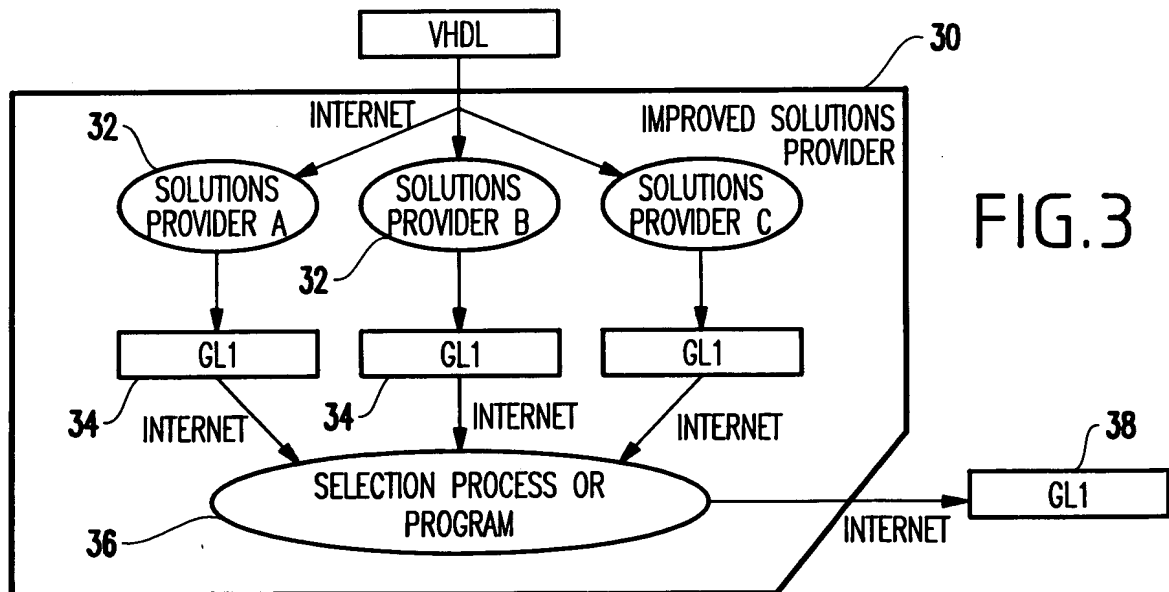 VHDL
30
INTERNET
IMPROVED SOLUTIONS
PROVIDER
32
SOLUTIONS
PROVIDER A
SOLUTIONS
PROVIDER B
SOLUTIONS
PROVIDER C
32
FIG.3
GL1
GL1
GL1
34
INTERNET
34
INTERNET
INTERNET
38
GL1
SELECTION PROCESS OR
PROGRAM
36
INTERNET